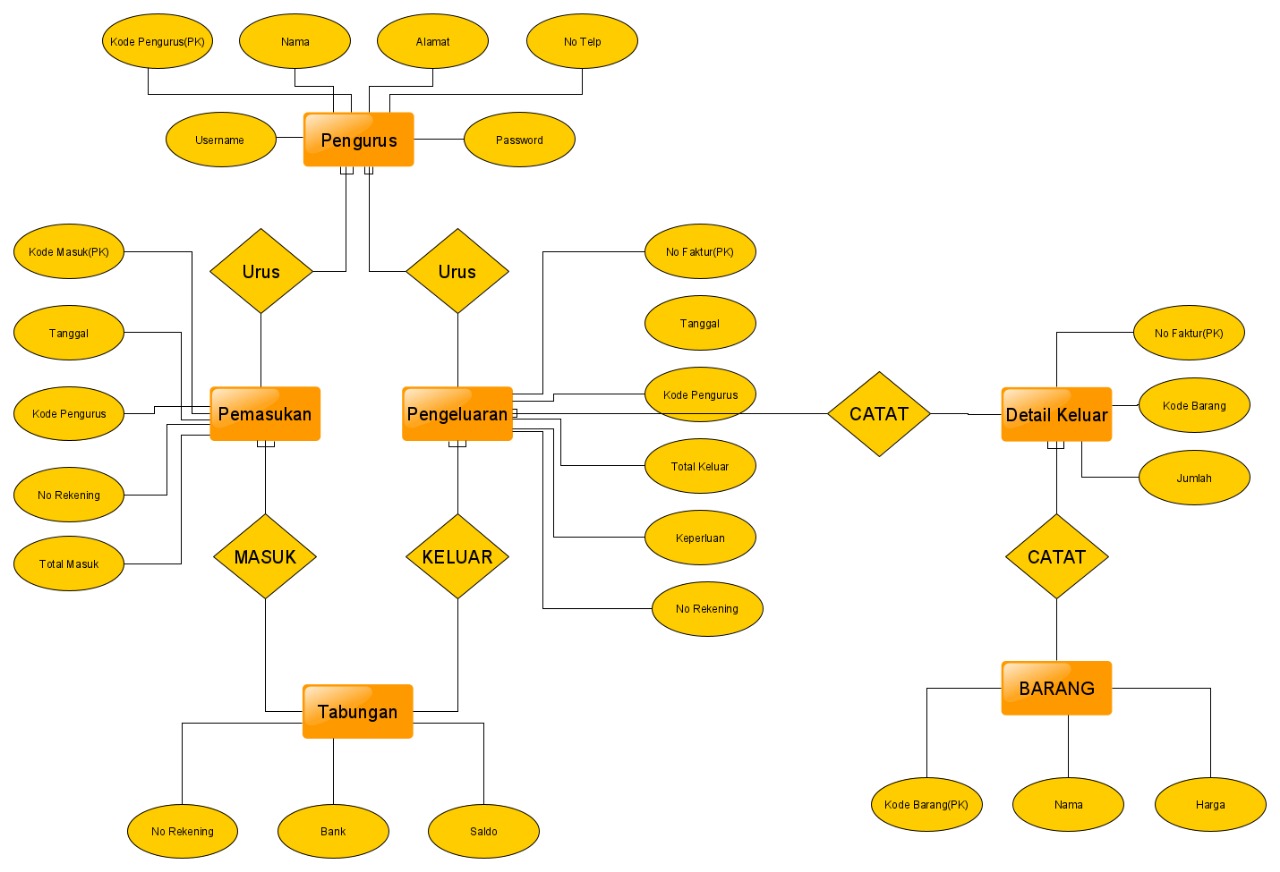 Kode Pengurus(PK)
Nama
Alamat
No Telp
Username
Pengurus
Password
Kode Masuk(PK)
Urus
Urus
No Faktur(PK)
Tanggal
Tanggal
No Faktur(PK)
Kode Pengurus
Pemasukan
Pengeluaran
Kode Pengurus
CATAT
Detail Keluar
Kode Barang
No Rekening
Total Keluar
Jumlah
Total Masuk
MASUK
KELUAR
Keperluan
CATAT
No Rekening
Tabungan
BARANG
No Rekening
Bank
Saldo
Kode Barang(PK)
Nama
Harga